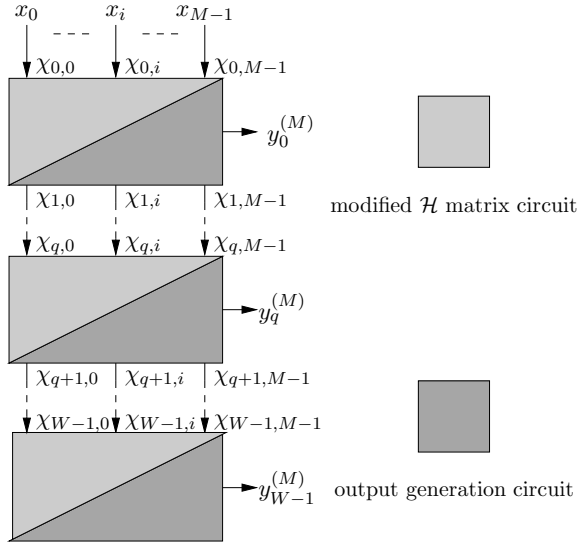 x_0 x_i x_{M−1}
χ_{0,0} χ_{0,i} χ_{0,M−1}
y_0^{(M)}
χ_{1,0} χ_{1,i} χ_{1,M−1}
modified ℋ matrix circuit
χ_{q,0} χ_{q,i} χ_{q,M−1}
y_q^{(M)}
χ_{q+1,0} χ_{q+1,i} χ_{q+1,M−1}
χ_{W−1,0} χ_{W−1,i} χ_{W−1,M−1}
y_{W−1}^{(M)}
output generation circuit